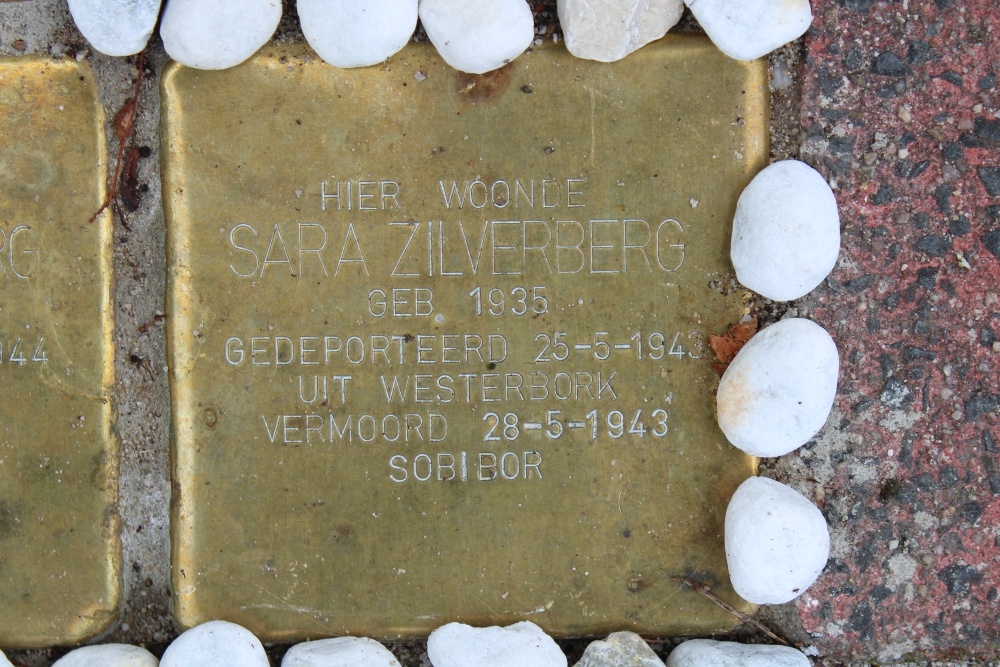 HIER WOONDE
SARA ZILVERBERG
GEB. 1935
GEDEPORTEERD 25-5-1943
UIT WESTERBORK
VERMOORD 28-5-1943
SOBIBOR